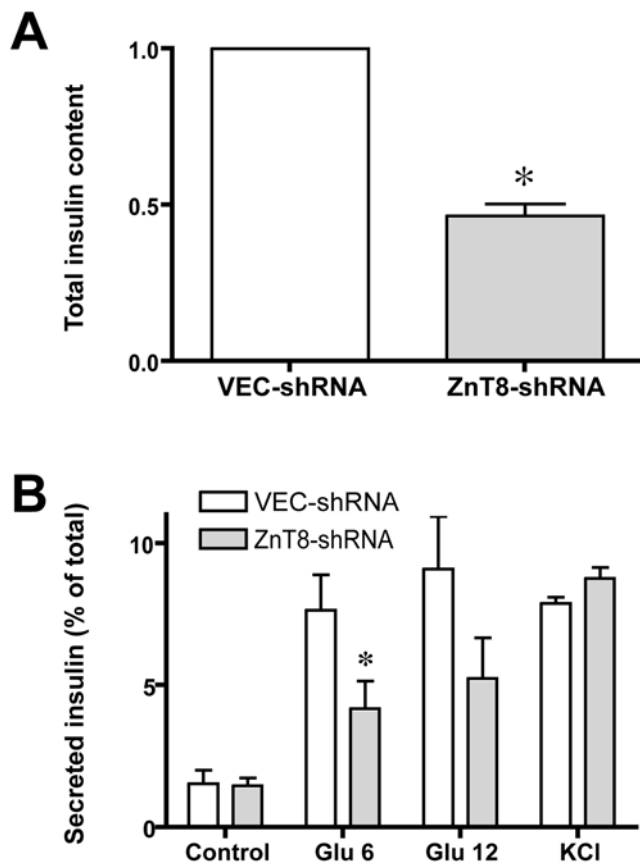 A
Total insulin content
1.0
0.5
0.0
*
VEC-shRNA ZnT8-shRNA
B
Secreted insulin (% of total)
VEC-shRNA
ZnT8-shRNA
10
5
0
*
Control Glu 6 Glu 12 KCl